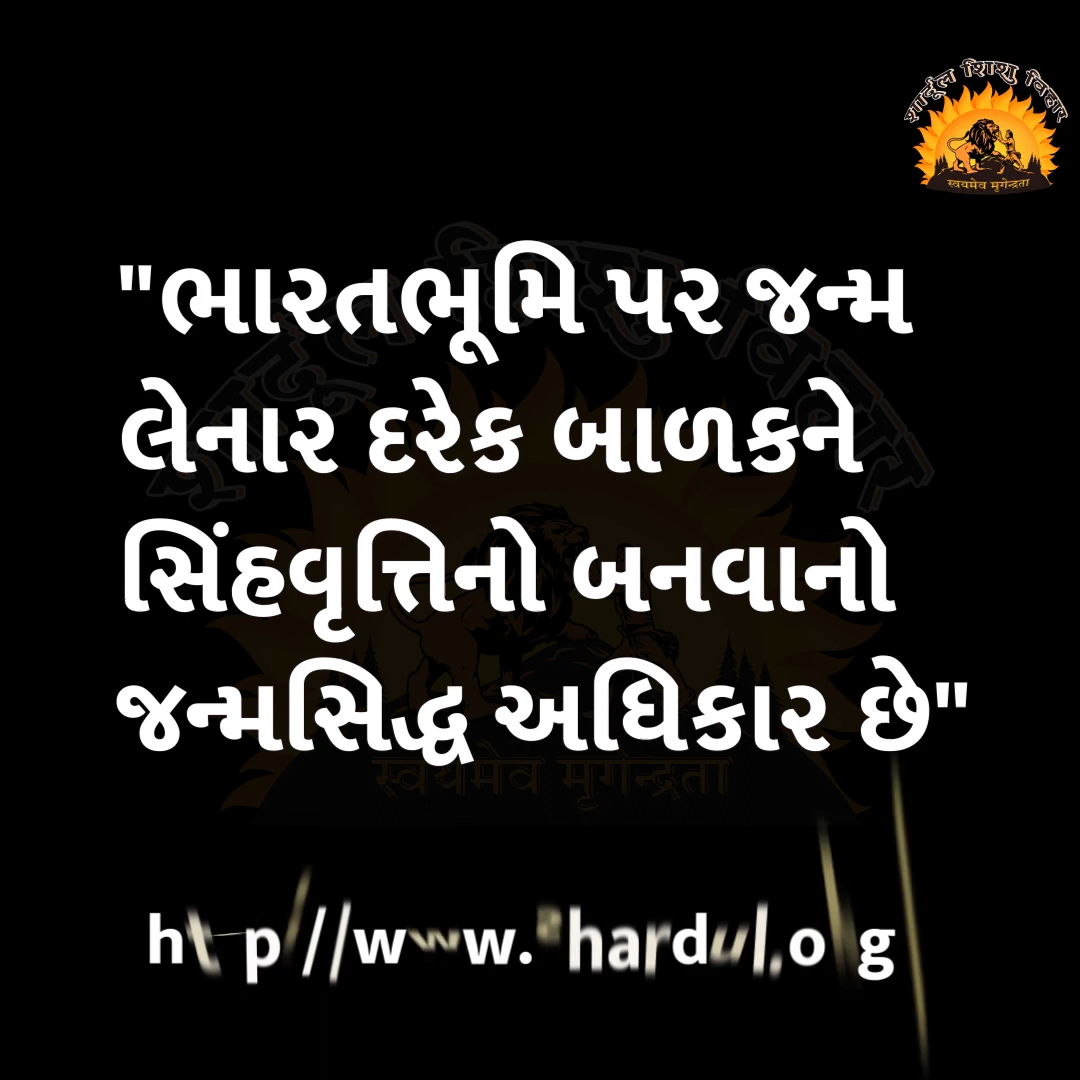 शार्दूल शिशु विहार
स्वयमेव मृगेन्द्रता
"ભારતભૂમિ પર જન્મ
લેનાર દરેક બાળકને
સિંહવૃત્તિનો બનવાનો
જન્મસિદ્ધ અધિકાર છે"
स्वयमेव मृगेन्द्रता